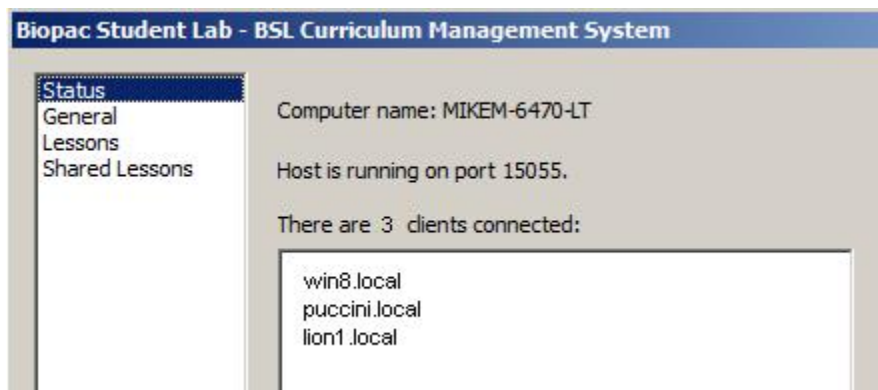 Biopac Student Lab - BSL Curriculum Management System
Status
General
Lessons
Shared Lessons
Computer name: MIKEM-6470-LT
Host is running on port 15055.
There are 3 clients connected:
win8.local
puccini.local
lion1.local